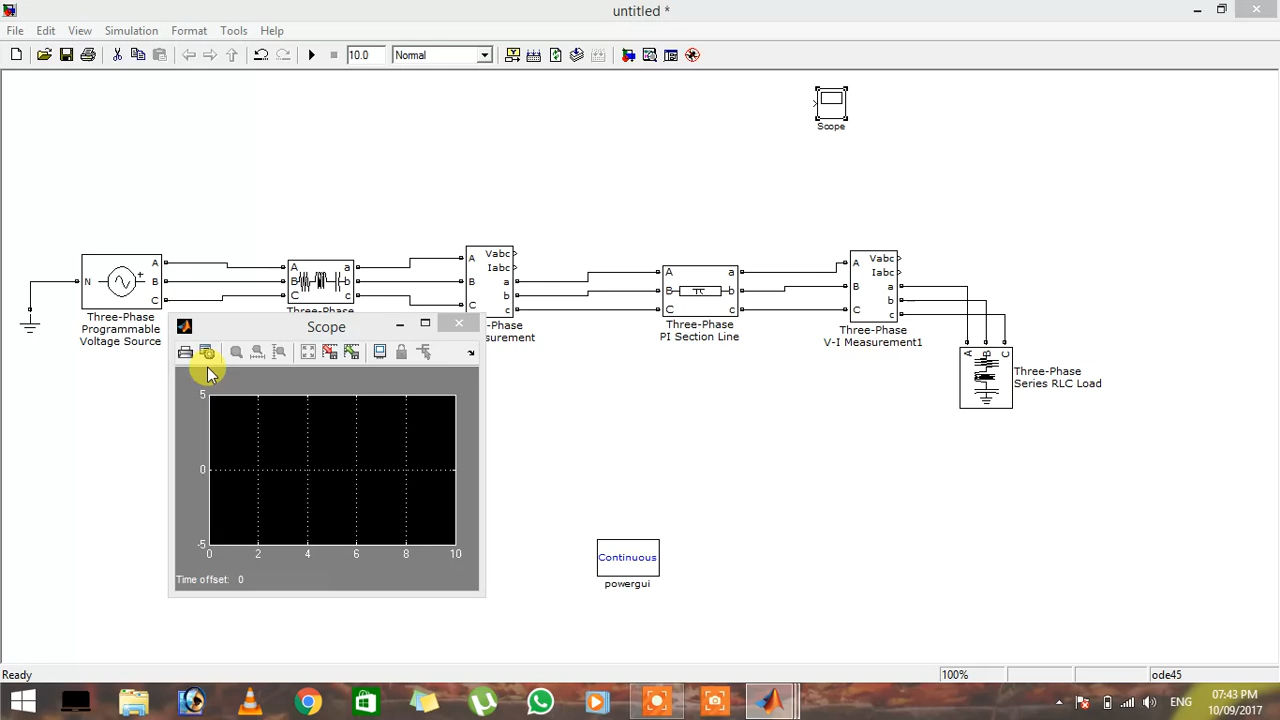 untitled *
File Edit View Simulation Format Tools Help
10.0 Normal
Scope
N A B C
Three-Phase
Programmable
Voltage Source
A B C a b c
Three-Phase
A B C Vabc Iabc a b c
-Phase
surement
A B C a b c
Three-Phase
PI Section Line
A B C Vabc Iabc a b c
Three-Phase
V-I Measurement1
A B C
Three-Phase
Series RLC Load
Scope
5
0
-5
0 2 4 6 8 10
Time offset: 0
Continuous
powergui
Ready 100% ode45
ENG 07:43 PM
10/09/2017